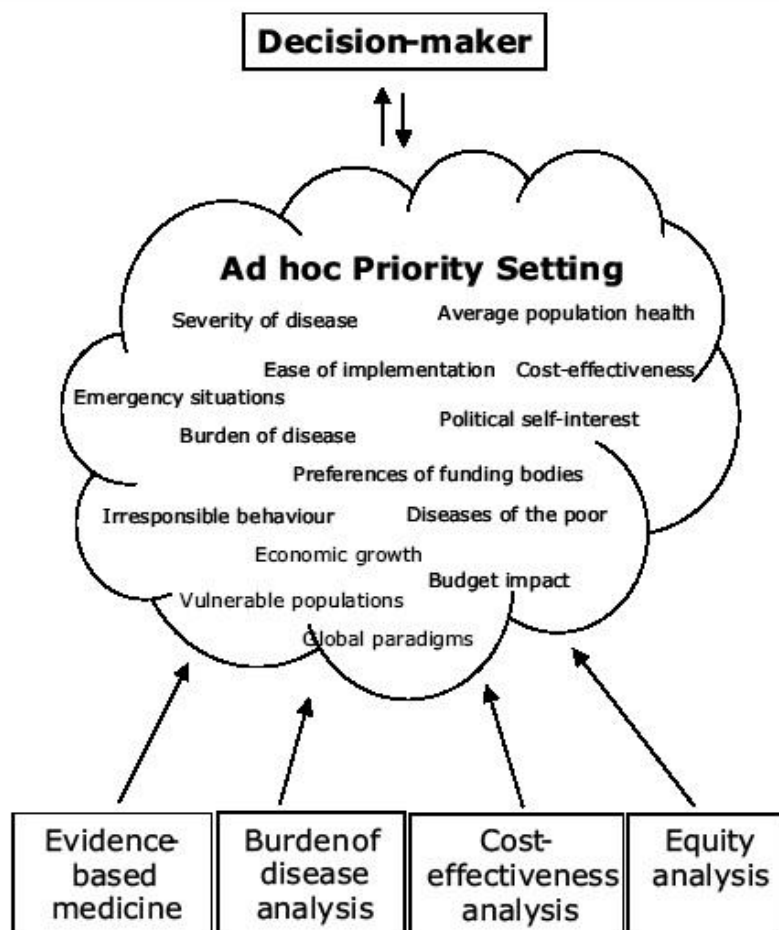 Decision-maker
Ad hoc Priority Setting
Severity of disease
Average population health
Ease of implementation
Cost-effectiveness
Emergency situations
Political self-interest
Burden of disease
Preferences of funding bodies
Irresponsible behaviour
Diseases of the poor
Economic growth
Budget impact
Vulnerable populations
Global paradigms
Evidence-
based
medicine
Burden of
disease
analysis
Cost-
effectiveness
analysis
Equity
analysis